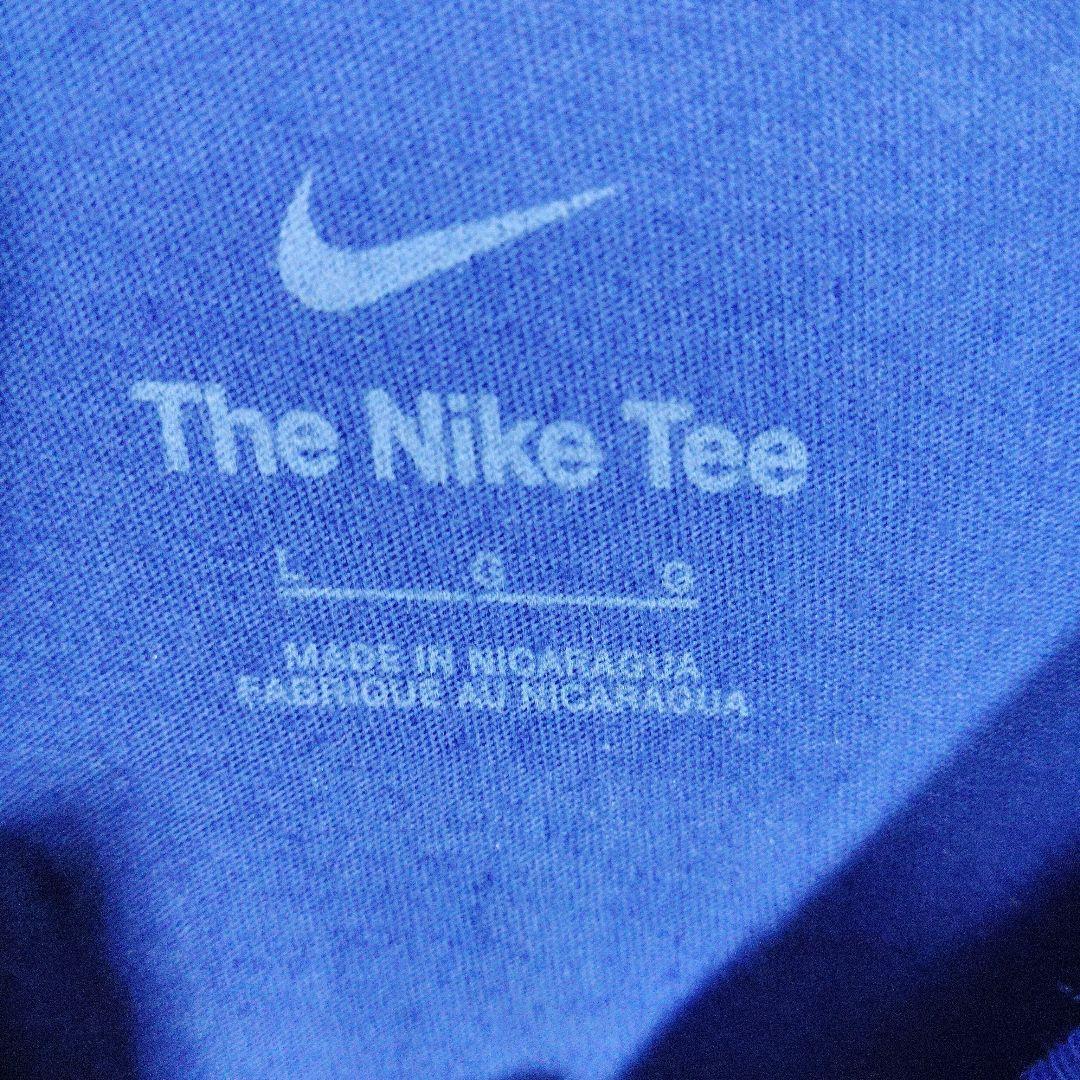 The Nike Tee
L G G
MADE IN NICARAGUA
FABRIQUE AU NICARAGUA